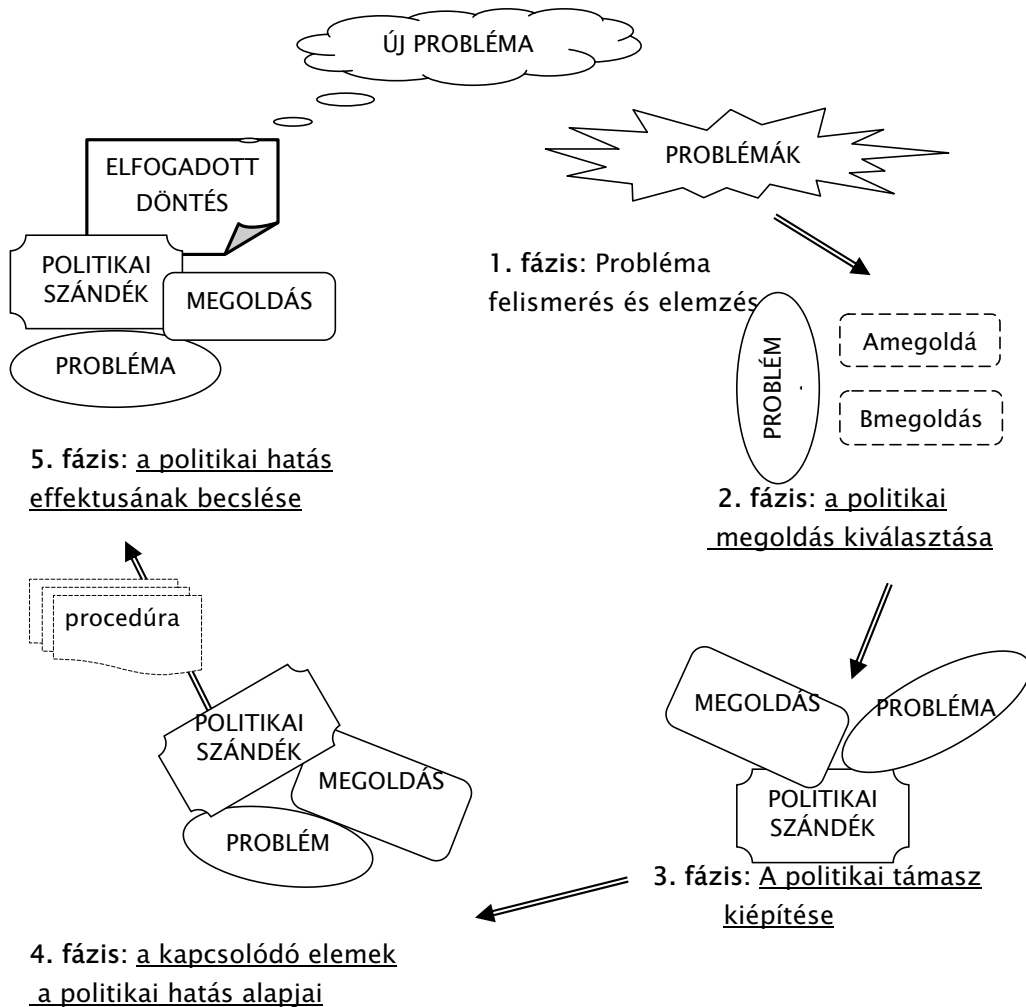 ÚJ PROBLÉMA
PROBLÉMÁK
ELFOGADOTT
DÖNTÉS
POLITIKAI
SZÁNDÉK
MEGOLDÁS
PROBLÉMA
1. fázis: Probléma
felismerés és elemzés
PROBLÉM
Amegoldá
Bmegoldás
5. fázis: a politikai hatás
effektusának becslése
2. fázis: a politikai
megoldás kiválasztása
procedúra
POLITIKAI
SZÁNDÉK
MEGOLDÁS
PROBLÉM
MEGOLDÁS
PROBLÉMA
POLITIKAI
SZÁNDÉK
3. fázis: A politikai támasz
kiépítése
4. fázis: a kapcsolódó elemek
a politikai hatás alapjai